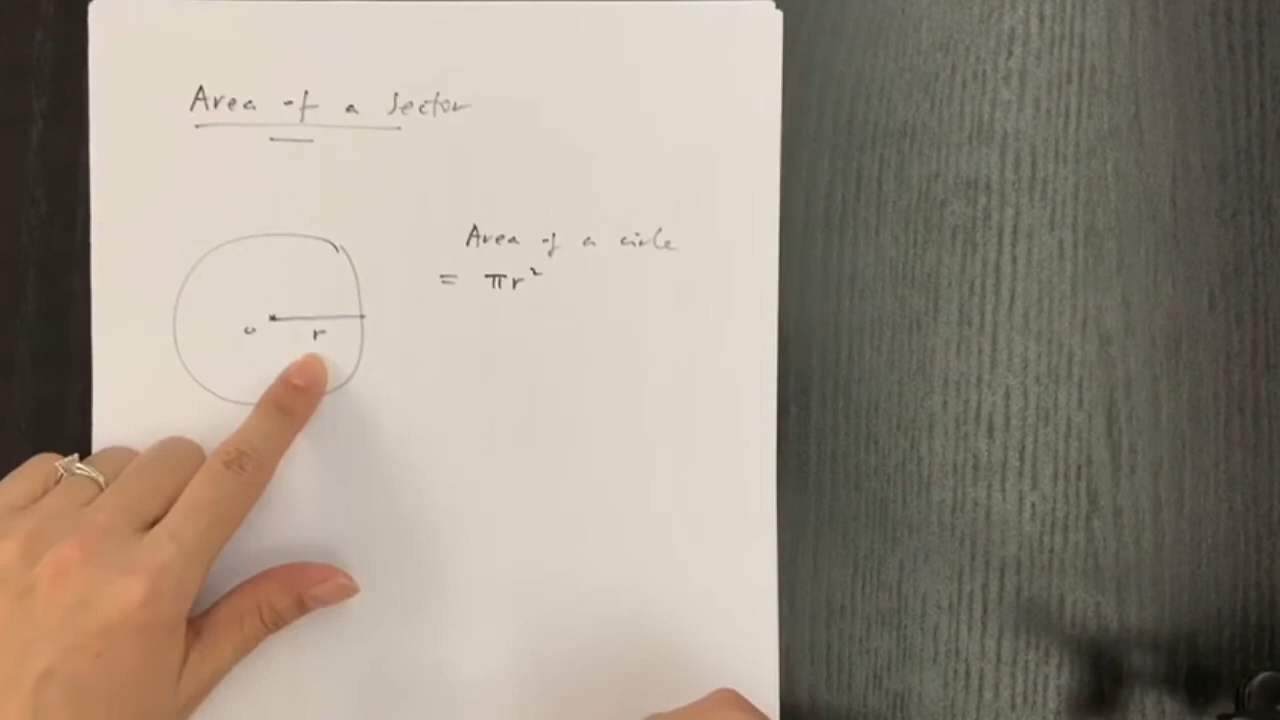 Area of a sector
Area of a circle
= πr²
o
r